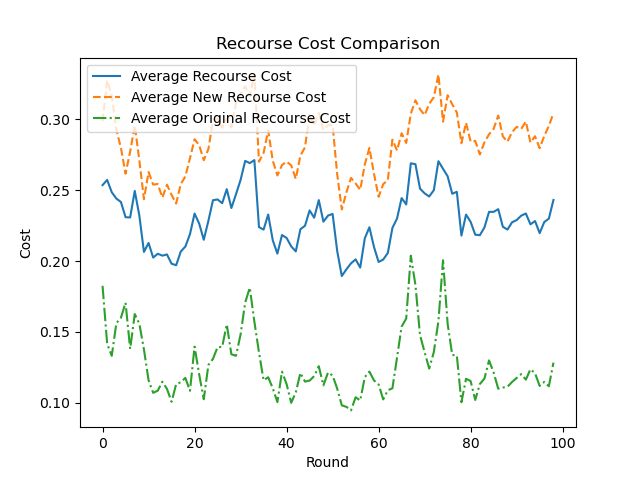 Recourse Cost Comparison
Average Recourse Cost
Average New Recourse Cost
Average Original Recourse Cost
Cost
0.30
0.25
0.20
0.15
0.10
0 20 40 60 80 100
Round